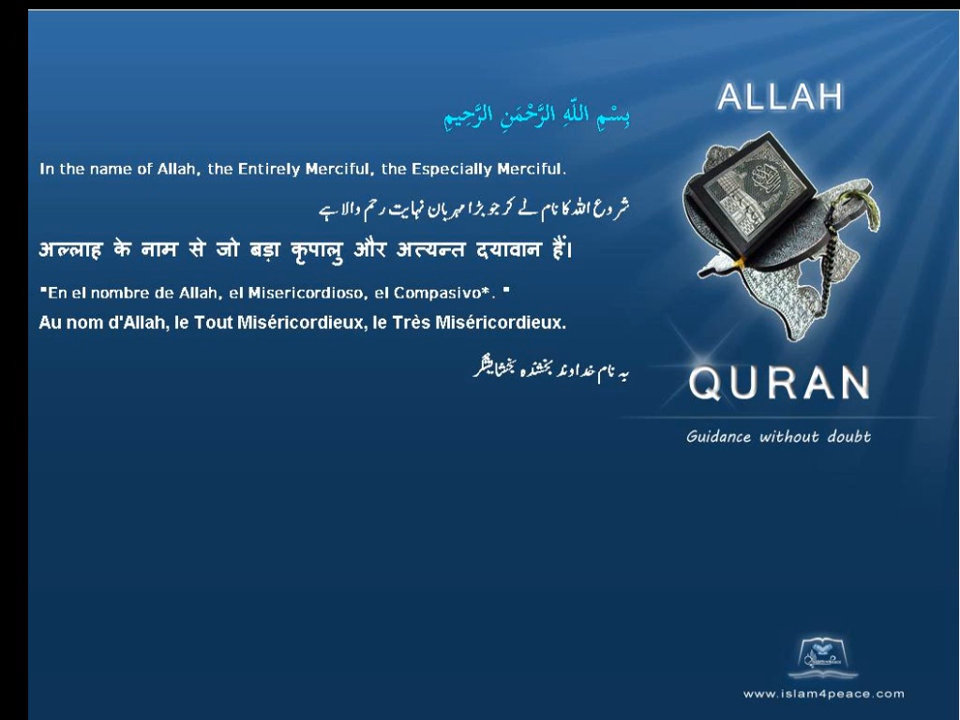 بِسْمِ اللَّهِ الرَّحْمَنِ الرَّحِيمِ
In the name of Allah, the Entirely Merciful, the Especially Merciful.
شروع الله کا نام لے کر جو بڑا مہربان نہایت رحم والا ہے
अल्लाह के नाम से जो बड़ा कृपालु और अत्यन्त दयावान हैं।
"En el nombre de Allah, el Misericordioso, el Compasivo*. "
Au nom d'Allah, le Tout Miséricordieux, le Très Miséricordieux.
به نام خداوند بخشنده بخشایشگر
ALLAH
QURAN
Guidance without doubt
www.islam4peace.com